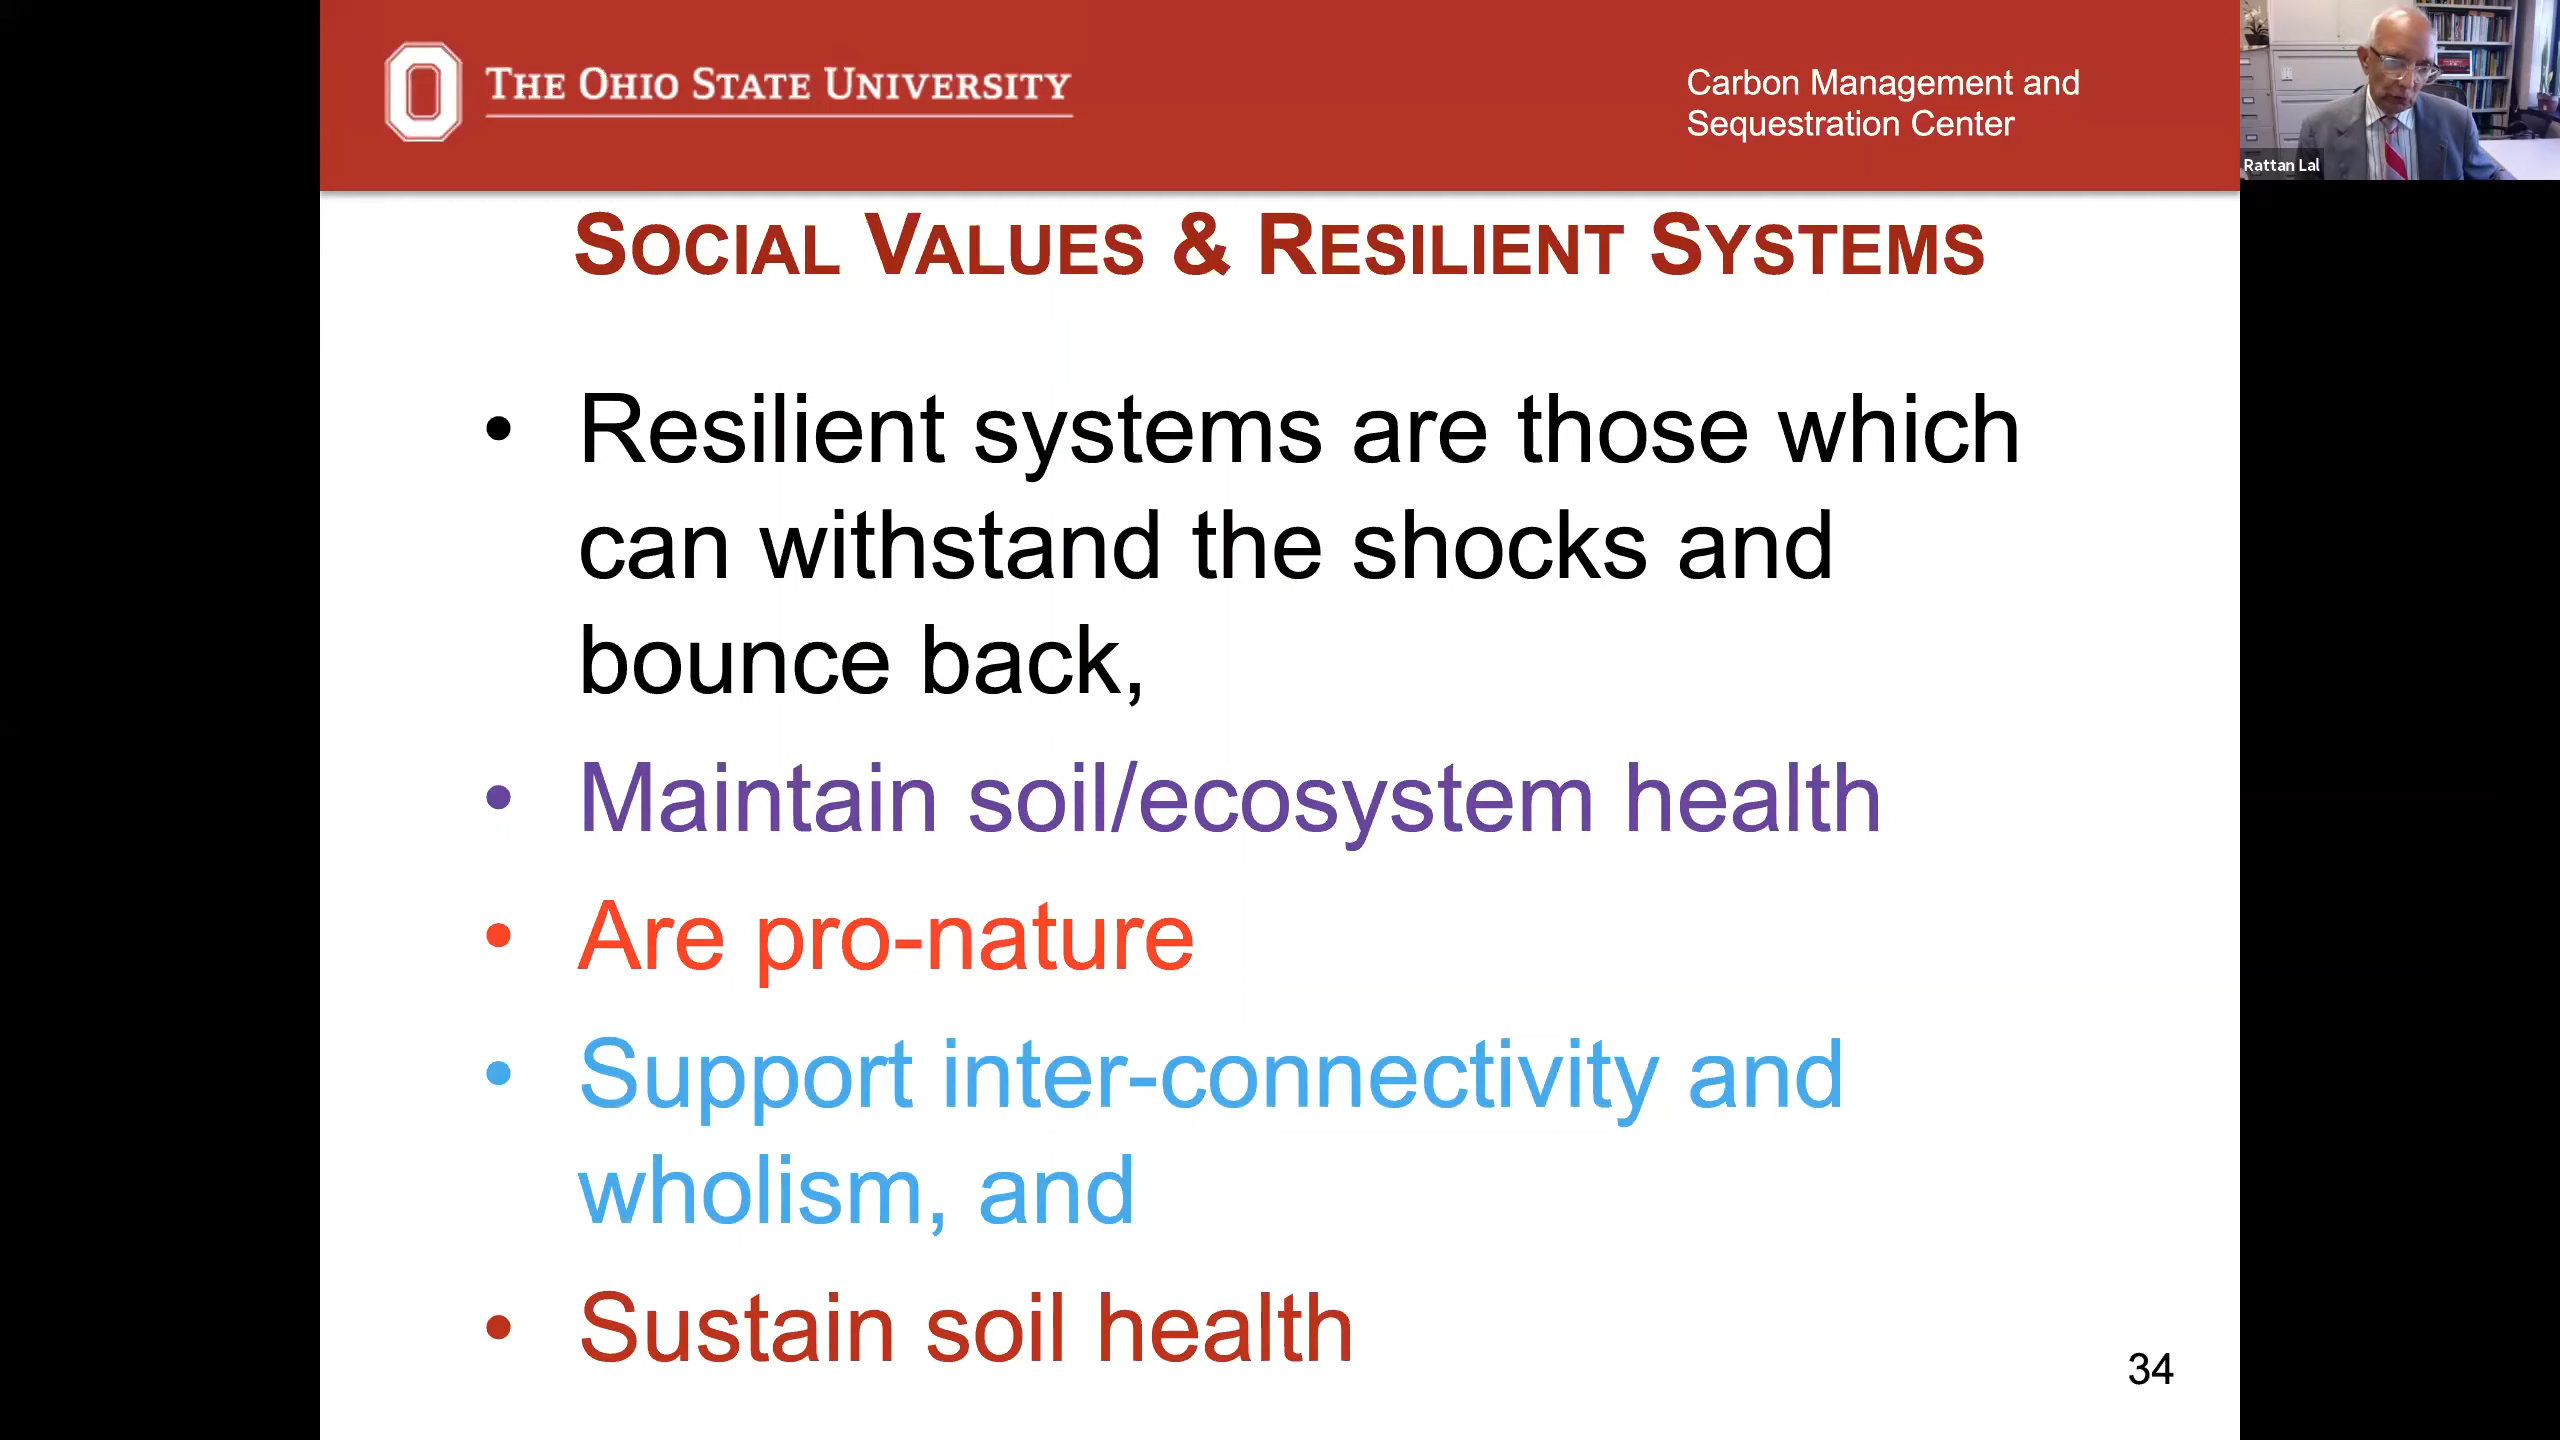 THE OHIO STATE UNIVERSITY
Carbon Management and
Sequestration Center
Rattan Lal
SOCIAL VALUES & RESILIENT SYSTEMS
• Resilient systems are those which
can withstand the shocks and
bounce back,
• Maintain soil/ecosystem health
• Are pro-nature
• Support inter-connectivity and
wholism, and
• Sustain soil health
34